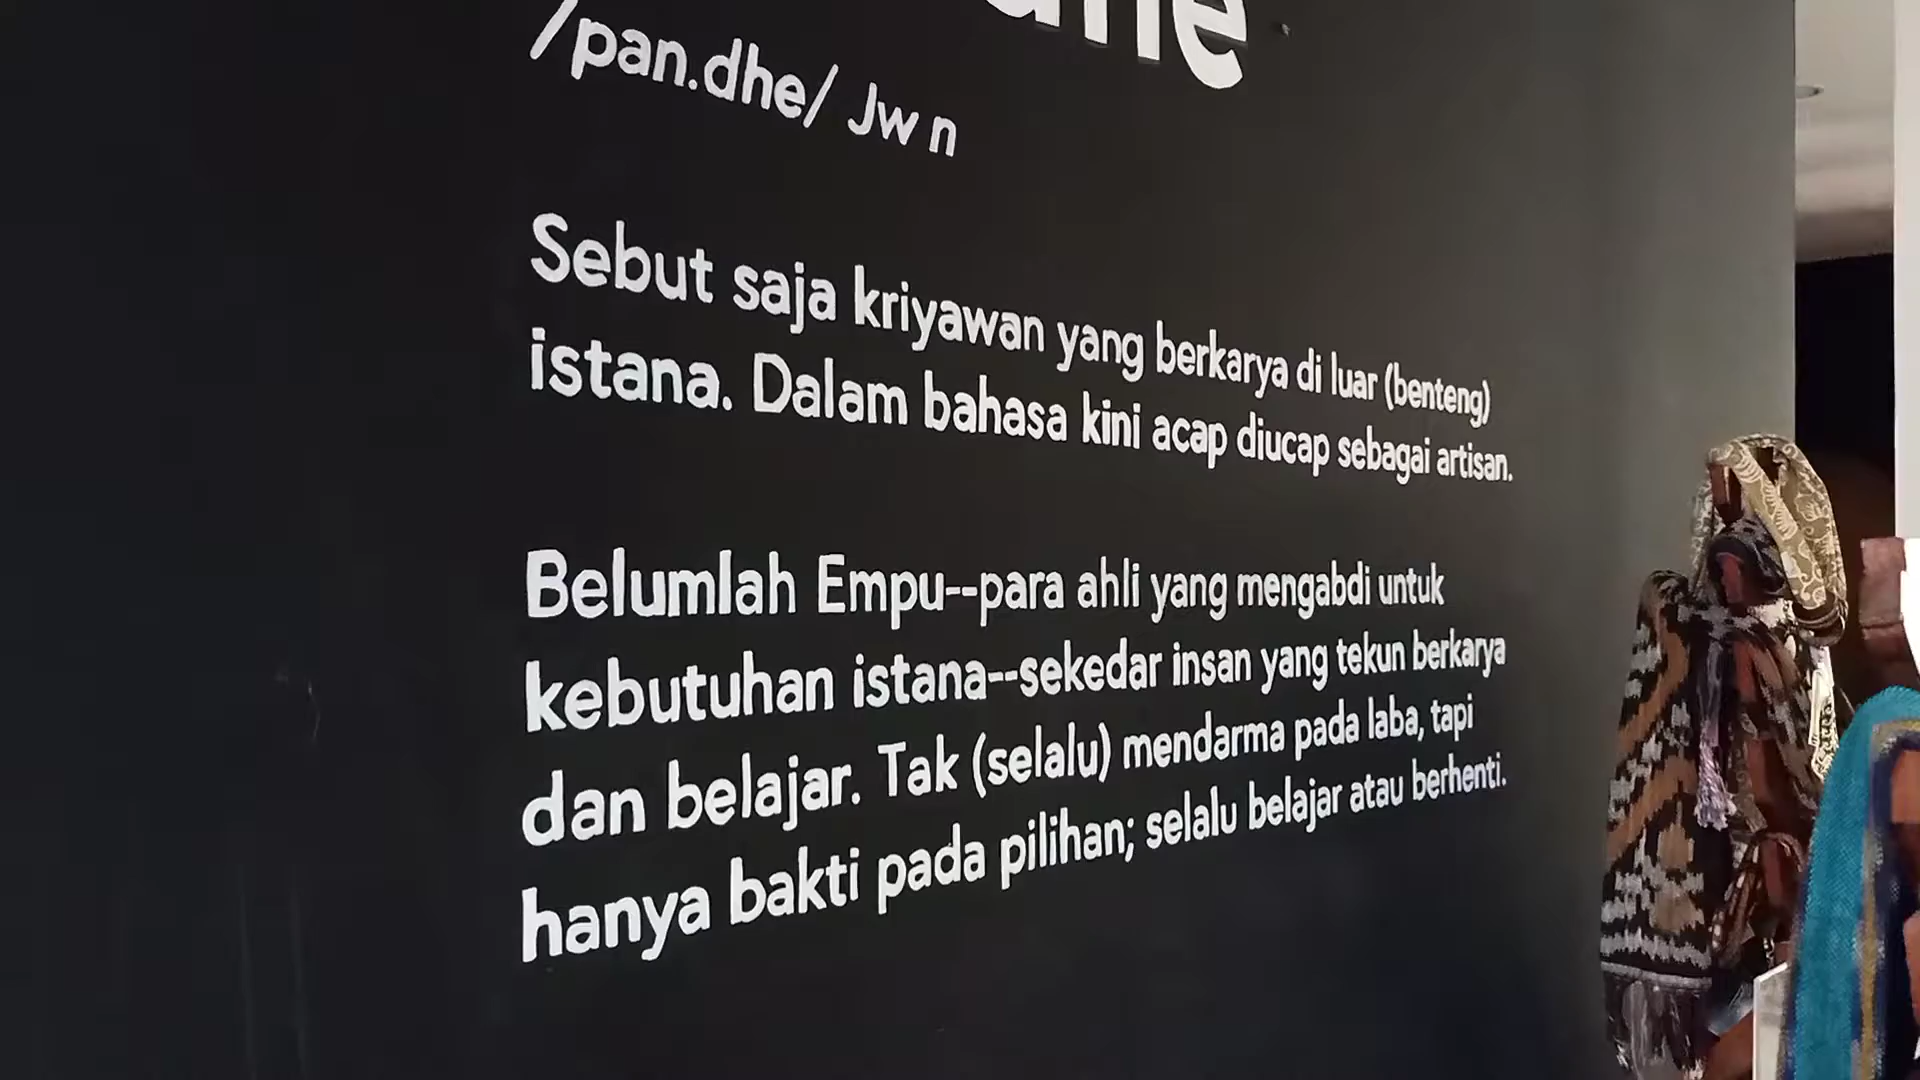 /pan.dhe/ Jw n
Sebut saja kriyawan yang berkarya di luar (benteng)
istana. Dalam bahasa kini acap diucap sebagai artisan.
Belumlah Empu--para ahli yang mengabdi untuk
kebutuhan istana--sekedar insan yang tekun berkarya
dan belajar. Tak (selalu) mendarma pada laba, tapi
hanya bakti pada pilihan; selalu belajar atau berhenti.